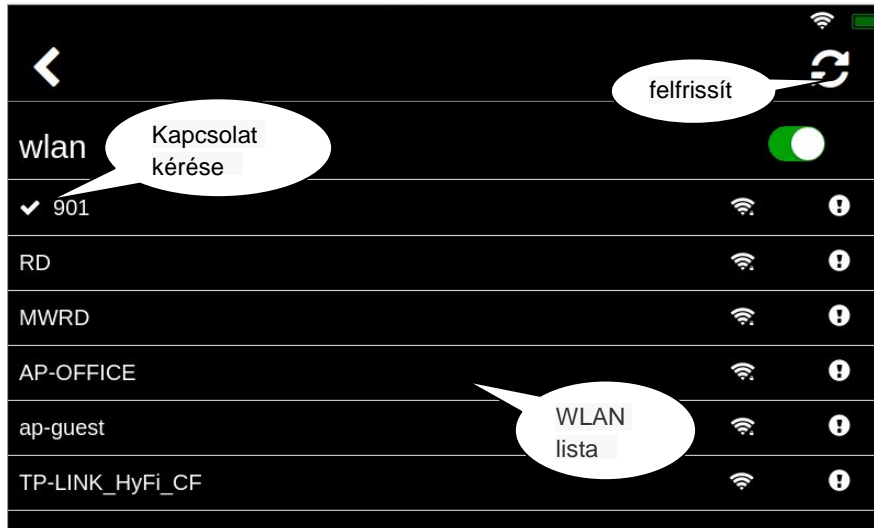 felfrissít
wlan
Kapcsolat
kérése
901
RD
MWRD
AP-OFFICE
WLAN
lista
ap-guest
TP-LINK_HyFi_CF